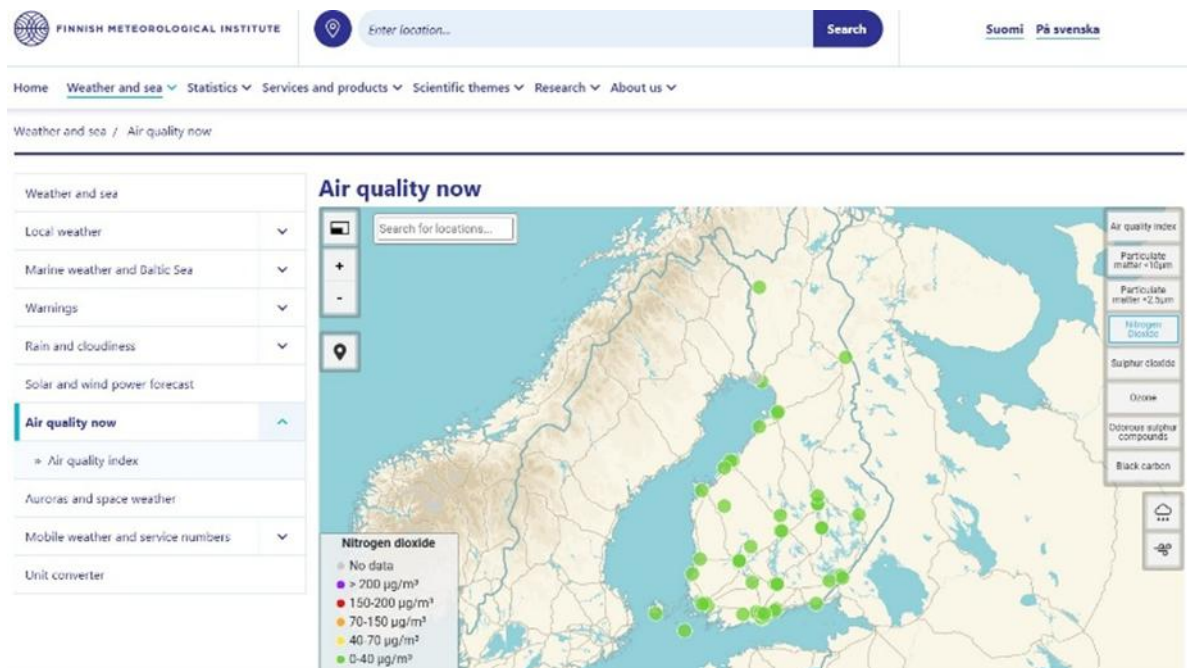 FINNISH METEOROLOGICAL INSTITUTE
Enter location...
Search
Suomi På svenska
Home Weather and sea Statistics Services and products Scientific themes Research About us
Weather and sea / Air quality now
Weather and sea
Local weather
Marine weather and Baltic Sea
Warnings
Rain and cloudiness
Solar and wind power forecast
Air quality now
» Air quality index
Auroras and space weather
Mobile weather and service numbers
Unit converter
Air quality now
Search for locations...
+
-
Air quality index
Particulate
matter <10µm
Particulate
matter <2,5µm
Nitrogen
Dioxide
Sulphur dioxide
Ozone
Odorous sulphur
compounds
Black carbon
Nitrogen dioxide
No data
> 200 µg/m³
150-200 µg/m³
70-150 µg/m³
40-70 µg/m³
0-40 µg/m³